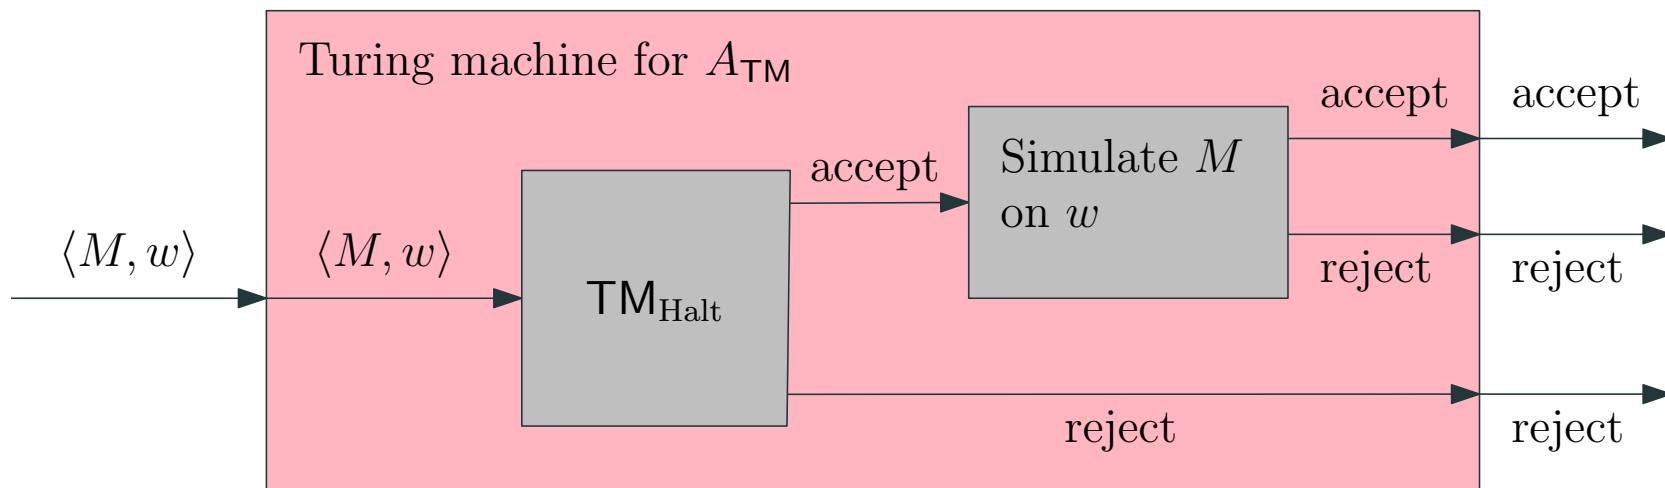 Turing machine for A_TM
accept
accept
Simulate M
on w
accept
⟨M, w⟩
⟨M, w⟩
reject
reject
TM_Halt
reject
reject